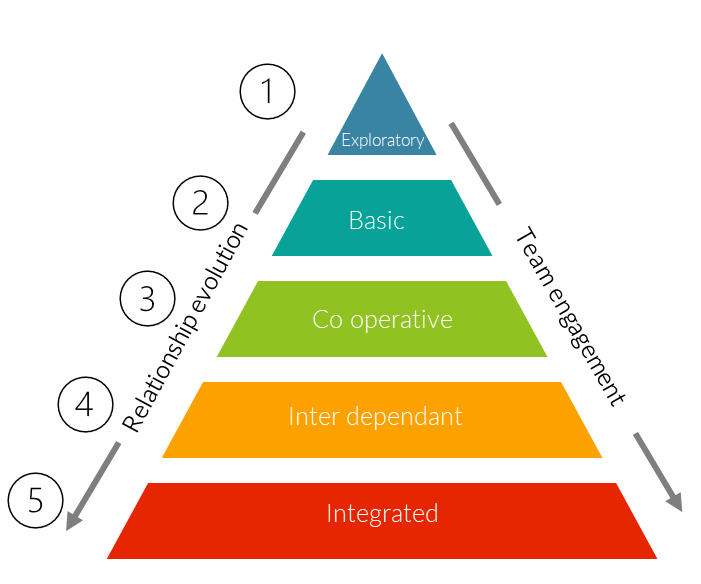 1
Exploratory
2
Basic
3
Co operative
4
Inter dependant
5
Integrated
Relationship evolution
Team engagement